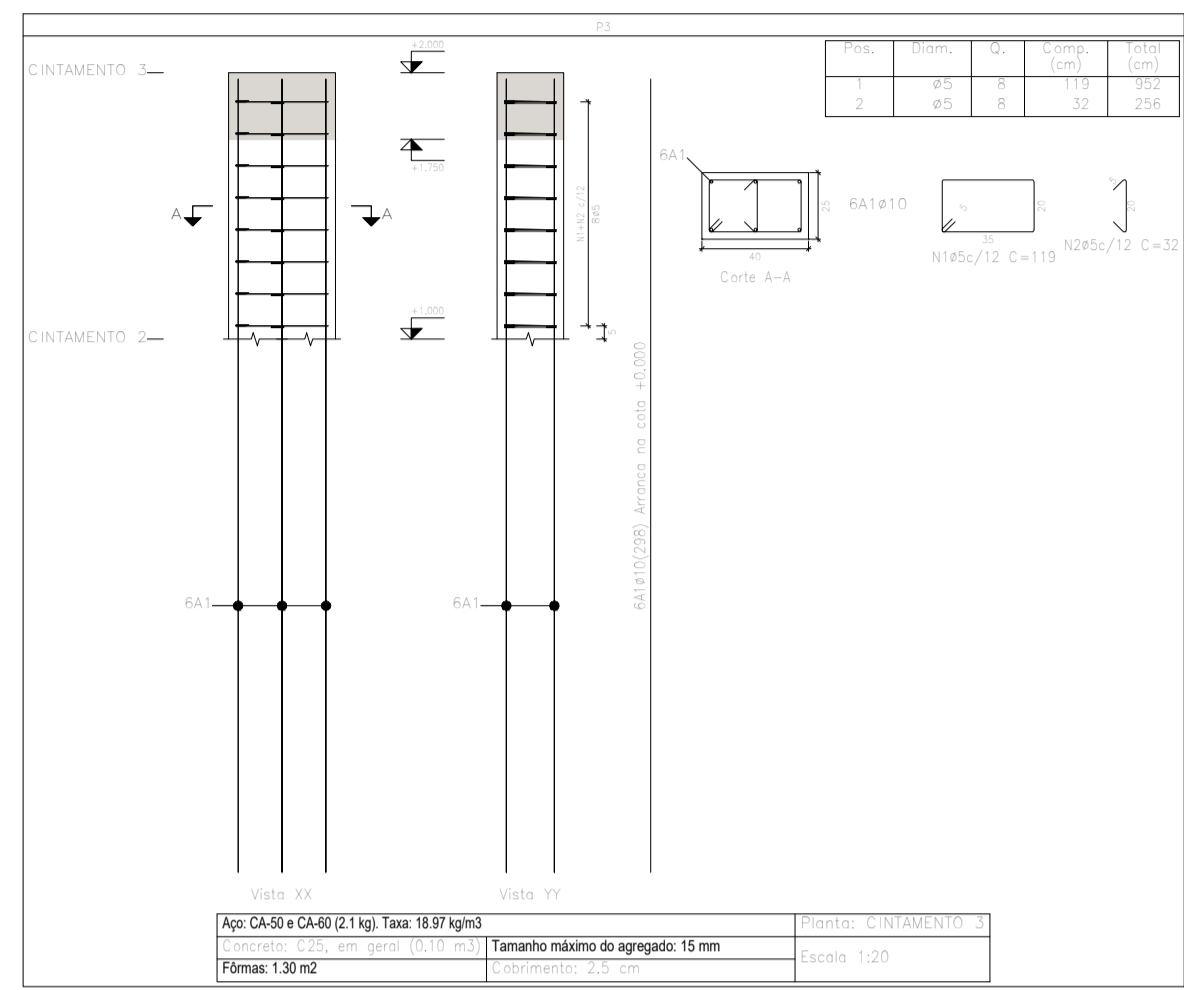 P3
Pos. Diam. Q. Comp. (cm) Total (cm)
1 ø5 8 119 952
2 ø5 8 32 256
CINTAMENTO 3
+2.000
+1.750
A A
N1+N2 c/12
8ø5
+1.000
CINTAMENTO 2
5
6A1
25
40
Corte A-A
6A1ø10
5
20
35
N1ø5c/12 C=119
5
20
N2ø5c/12 C=32
6A1ø10(298) Arranca na cota +0.000
6A1
6A1
Vista XX
Vista YY
Aço: CA-50 e CA-60 (2.1 kg). Taxa: 18.97 kg/m3
Planta: CINTAMENTO 3
Concreto: C25, em geral (0.10 m3)
Tamanho máximo do agregado: 15 mm
Escala 1:20
Fôrmas: 1.30 m2
Cobrimento: 2.5 cm